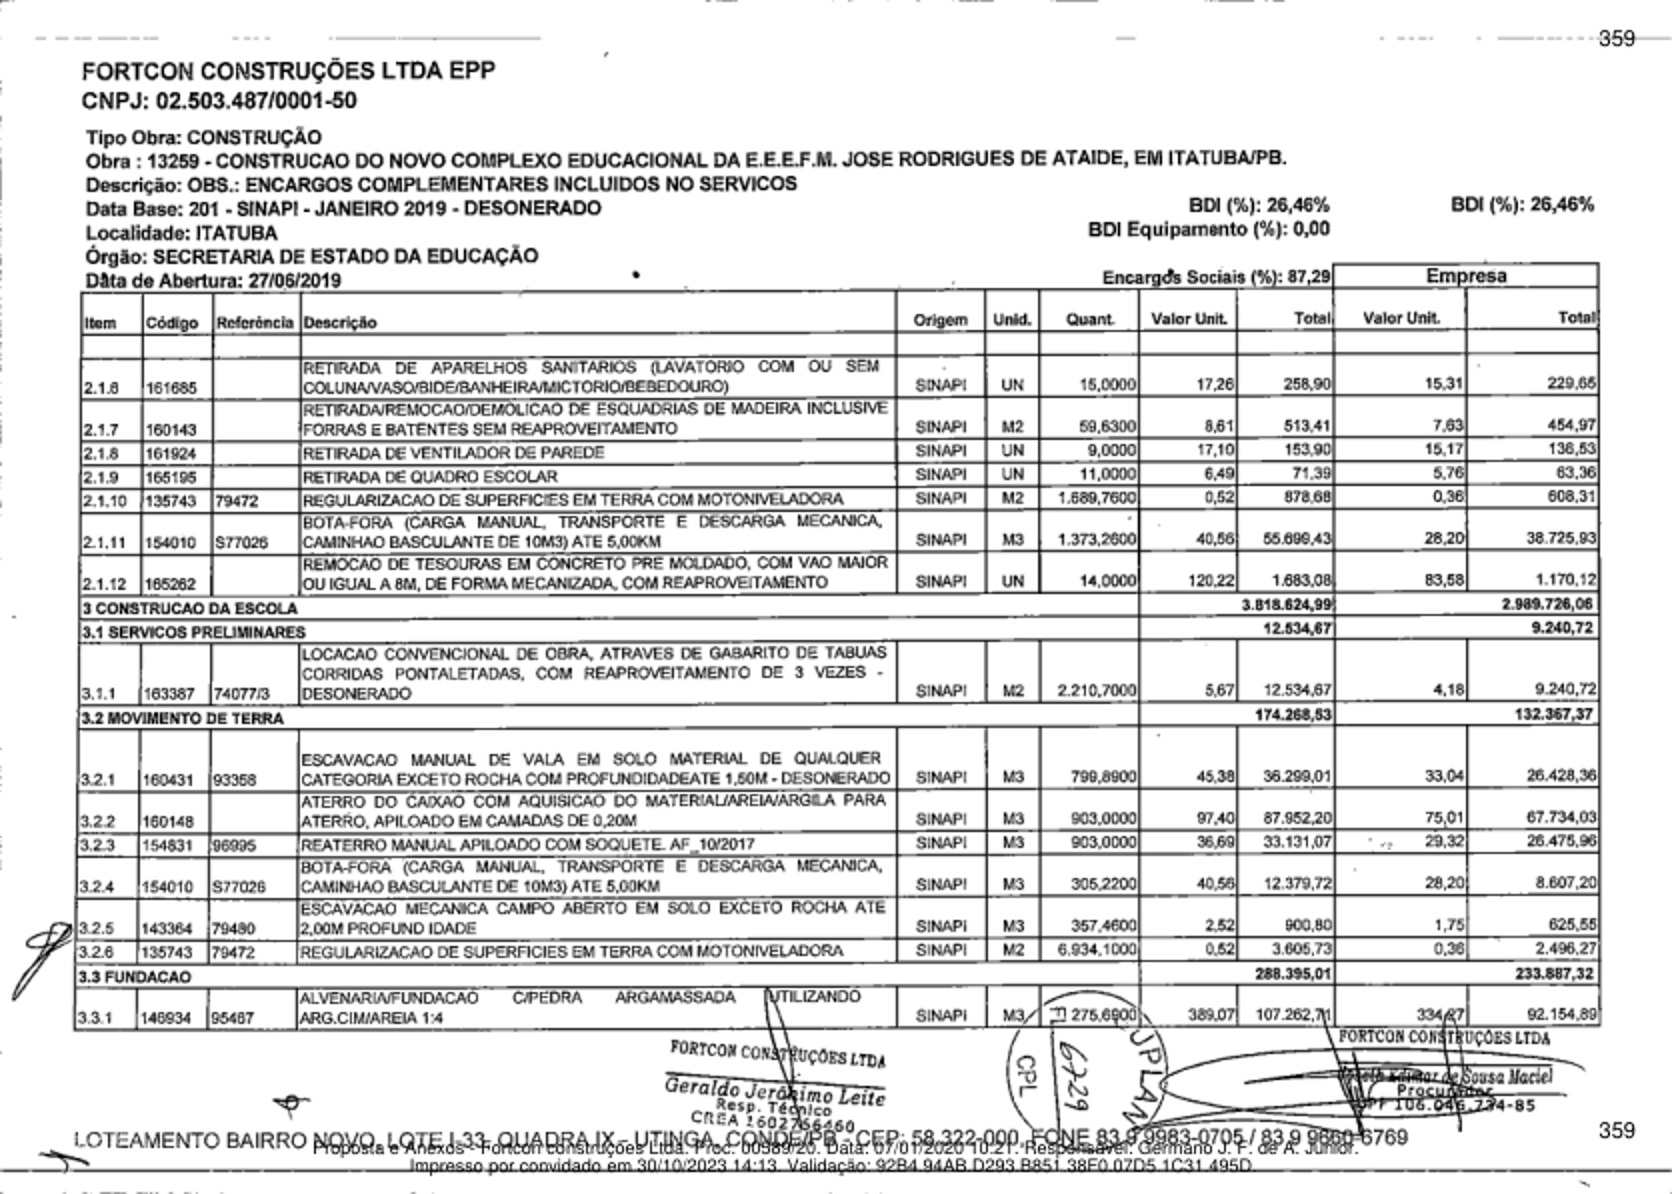 359
FORTCON CONSTRUÇÕES LTDA EPP
CNPJ: 02.503.487/0001-50
Tipo Obra: CONSTRUÇÃO
Obra : 13259 - CONSTRUCAO DO NOVO COMPLEXO EDUCACIONAL DA E.E.E.F.M. JOSE RODRIGUES DE ATAIDE, EM ITATUBA/PB.
Descrição: OBS.: ENCARGOS COMPLEMENTARES INCLUIDOS NO SERVICOS
Data Base: 201 - SINAPI - JANEIRO 2019 - DESONERADO BDI (%): 26,46% BDI (%): 26,46%
Localidade: ITATUBA BDI Equipamento (%): 0,00
Órgão: SECRETARIA DE ESTADO DA EDUCAÇÃO
Data de Abertura: 27/06/2019 Encargos Sociais (%): 87,29 Empresa
Item Código Referência Descrição Origem Unid. Quant. Valor Unit. Total Valor Unit. Total
RETIRADA DE APARELHOS SANITARIOS (LAVATORIO COM OU SEM
2.1.6 161685 COLUNA/VASO/BIDE/BANHEIRA/MICTORIO/BEBEDOURO) SINAPI UN 15,0000 17,26 258,90 15,31 229,65
RETIRADA/REMOCAO/DEMOLICAO DE ESQUADRIAS DE MADEIRA INCLUSIVE
2.1.7 160143 FORRAS E BATENTES SEM REAPROVEITAMENTO SINAPI M2 59,6300 8,61 513,41 7,63 454,97
2.1.8 161924 RETIRADA DE VENTILADOR DE PAREDE SINAPI UN 9,0000 17,10 153,90 15,17 136,53
2.1.9 165195 RETIRADA DE QUADRO ESCOLAR SINAPI UN 11,0000 6,49 71,39 5,76 63,36
2.1.10 135743 79472 REGULARIZACAO DE SUPERFICIES EM TERRA COM MOTONIVELADORA SINAPI M2 1.689,7600 0,52 878,68 0,36 608,31
BOTA-FORA (CARGA MANUAL, TRANSPORTE E DESCARGA MECANICA,
2.1.11 154010 S77026 CAMINHAO BASCULANTE DE 10M3) ATE 5,00KM SINAPI M3 1.373,2600 40,56 55.699,43 28,20 38.725,93
REMOCAO DE TESOURAS EM CONCRETO PRE MOLDADO, COM VAO MAIOR
2.1.12 165262 OU IGUAL A 8M, DE FORMA MECANIZADA, COM REAPROVEITAMENTO SINAPI UN 14,0000 120,22 1.683,08 83,58 1.170,12
3 CONSTRUCAO DA ESCOLA 3.818.624,99 2.989.726,06
3.1 SERVICOS PRELIMINARES 12.534,67 9.240,72
LOCACAO CONVENCIONAL DE OBRA, ATRAVES DE GABARITO DE TABUAS
CORRIDAS PONTALETADAS, COM REAPROVEITAMENTO DE 3 VEZES -
3.1.1 163387 74077/3 DESONERADO SINAPI M2 2.210,7000 5,67 12.534,67 4,18 9.240,72
3.2 MOVIMENTO DE TERRA 174.268,53 132.367,37
ESCAVACAO MANUAL DE VALA EM SOLO MATERIAL DE QUALQUER
3.2.1 160431 93358 CATEGORIA EXCETO ROCHA COM PROFUNDIDADEATE 1,50M - DESONERADO SINAPI M3 799,8900 45,38 36.299,01 33,04 26.428,36
ATERRO DO CAIXAO COM AQUISICAO DO MATERIAL/AREIA/ARGILA PARA
3.2.2 160148 ATERRO, APILOADO EM CAMADAS DE 0,20M SINAPI M3 903,0000 97,40 87.952,20 75,01 67.734,03
3.2.3 154831 96995 REATERRO MANUAL APILOADO COM SOQUETE. AF_10/2017 SINAPI M3 903,0000 36,69 33.131,07 29,32 26.475,96
BOTA-FORA (CARGA MANUAL, TRANSPORTE E DESCARGA MECANICA,
3.2.4 154010 S77026 CAMINHAO BASCULANTE DE 10M3) ATE 5,00KM SINAPI M3 305,2200 40,56 12.379,72 28,20 8.607,20
ESCAVACAO MECANICA CAMPO ABERTO EM SOLO EXCETO ROCHA ATE
3.2.5 143364 79480 2,00M PROFUND IDADE SINAPI M3 357,4600 2,52 900,80 1,75 625,55
3.2.6 135743 79472 REGULARIZACAO DE SUPERFICIES EM TERRA COM MOTONIVELADORA SINAPI M2 6.934,1000 0,52 3.605,73 0,36 2.496,27
3.3 FUNDACAO 288.395,01 233.887,32
ALVENARIA/FUNDACAO C/PEDRA ARGAMASSADA UTILIZANDO
3.3.1 146934 95467 ARG.CIM/AREIA 1:4 SINAPI M3 275,6900 389,07 107.262,71 334,27 92.154,89
FORTCON CONSTRUÇÕES LTDA
Geraldo Jerônimo Leite
Resp. Técnico
CREA 1602766460
FL 6729
CPL
FORTCON CONSTRUÇÕES LTDA
de Sousa Maciel
Procurador
CPF 106.046.734-85
LOTEAMENTO BAIRRO NOVO, LOTE I-33, QUADRA IX - UTINGA, CONDE/PB - CEP: 58.322-000, FONE 83 9 9983-0705 / 83 9 9660-6769
359
Proposta e Anexos - Fortcon construções Ltda. Proc. 00989/20. Data: 07/01/2020 10:21. Responsável: Germano J. F. de A. Júnior.
Impresso por convidado em 30/10/2023 14:13. Validação: 92B4.94AB.D293.B851.38F0.07D5.1C31.495D.